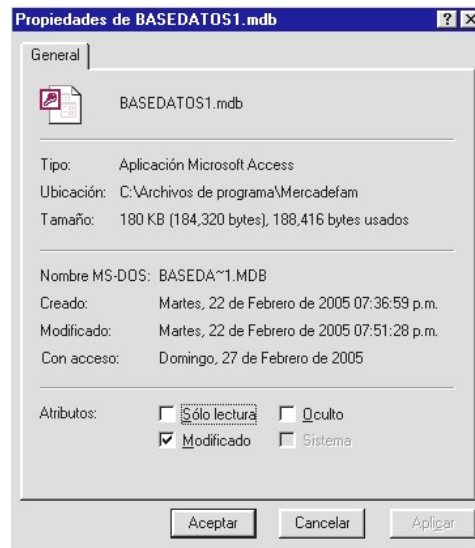 Propiedades de BASEDATOS1.mdb
General
BASEDATOS1.mdb
Tipo: Aplicación Microsoft Access
Ubicación: C:\Archivos de programa\Mercadefam
Tamaño: 180 KB (184,320 bytes), 188,416 bytes usados
Nombre MS-DOS: BASEDA~1.MDB
Creado: Martes, 22 de Febrero de 2005 07:36:59 p.m.
Modificado: Martes, 22 de Febrero de 2005 07:51:28 p.m.
Con acceso: Domingo, 27 de Febrero de 2005
Atributos: Sólo lectura Oculto
Modificado Sistema
Aceptar Cancelar Aplicar